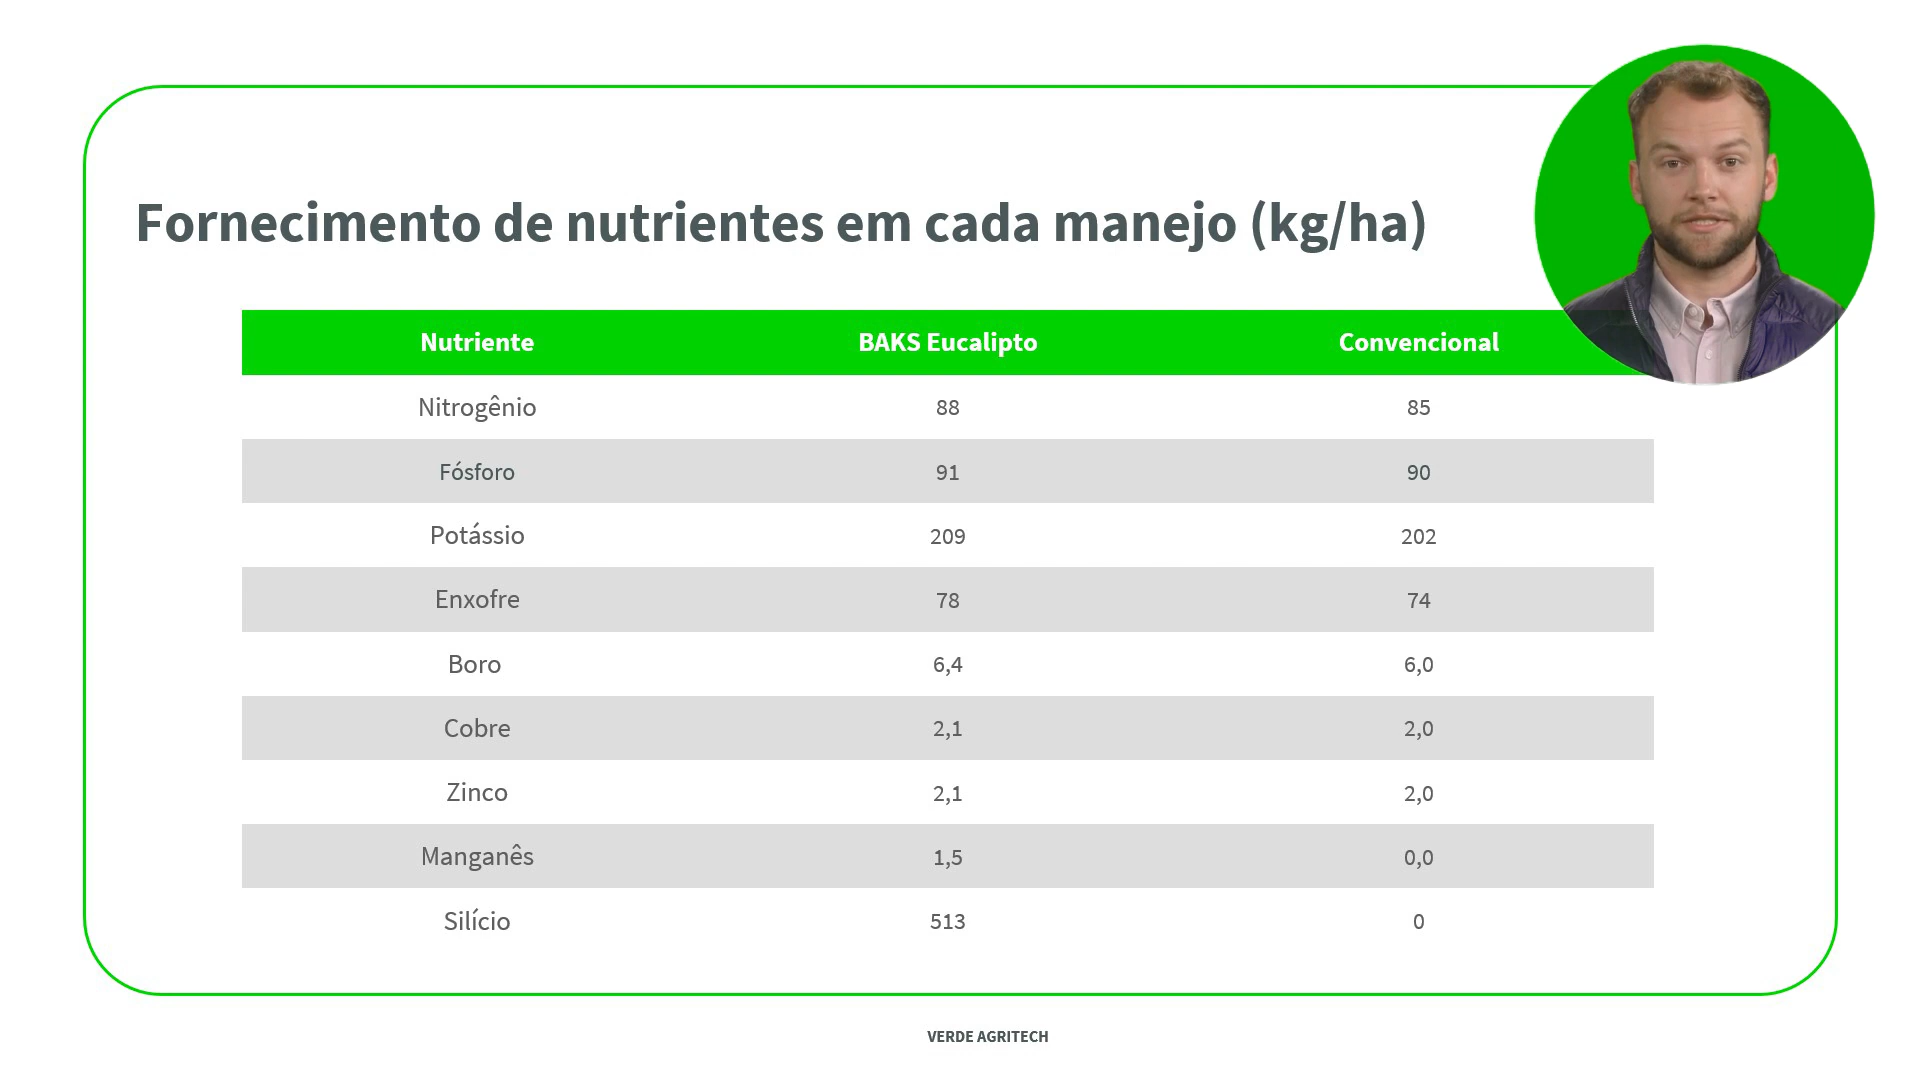 Fornecimento de nutrientes em cada manejo (kg/ha)
Nutriente BAKS Eucalipto Convencional
Nitrogênio 88 85
Fósforo 91 90
Potássio 209 202
Enxofre 78 74
Boro 6,4 6,0
Cobre 2,1 2,0
Zinco 2,1 2,0
Manganês 1,5 0,0
Silício 513 0
VERDE AGRITECH